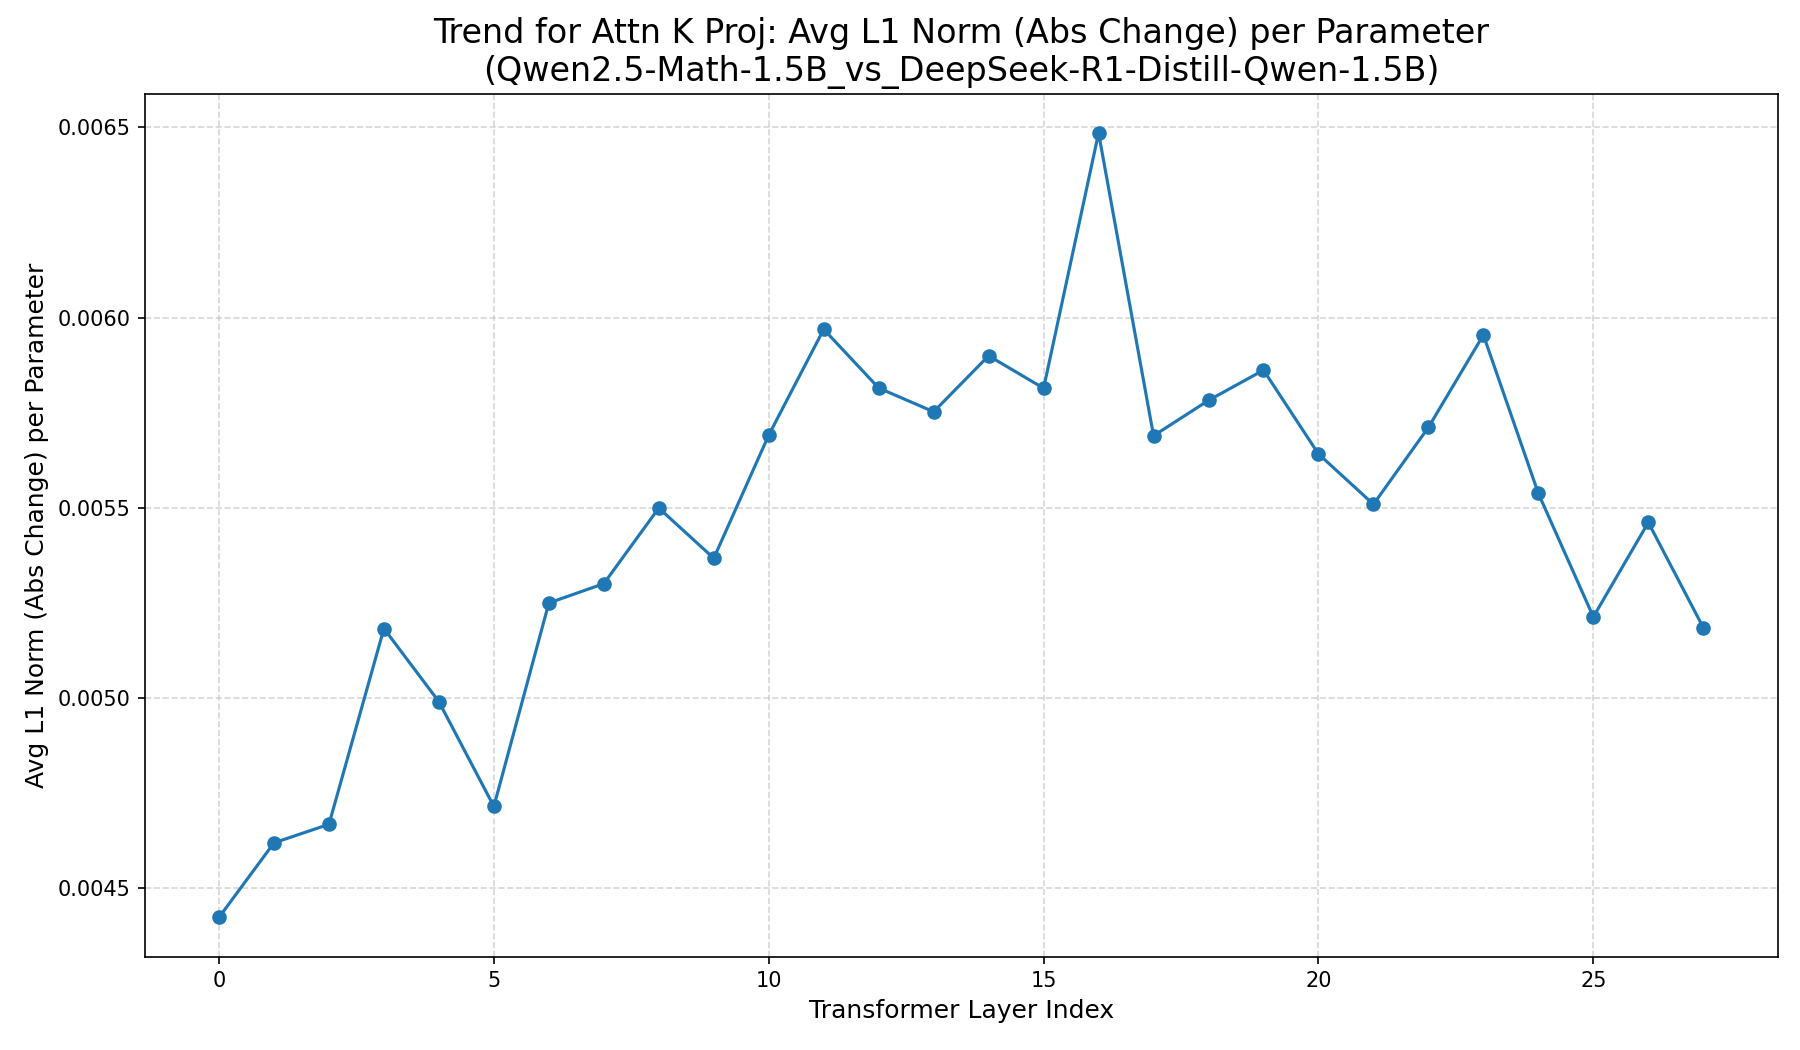 Trend for Attn K Proj: Avg L1 Norm (Abs Change) per Parameter
(Qwen2.5-Math-1.5B_vs_DeepSeek-R1-Distill-Qwen-1.5B)
Avg L1 Norm (Abs Change) per Parameter
0.0065
0.0060
0.0055
0.0050
0.0045
0 5 10 15 20 25
Transformer Layer Index